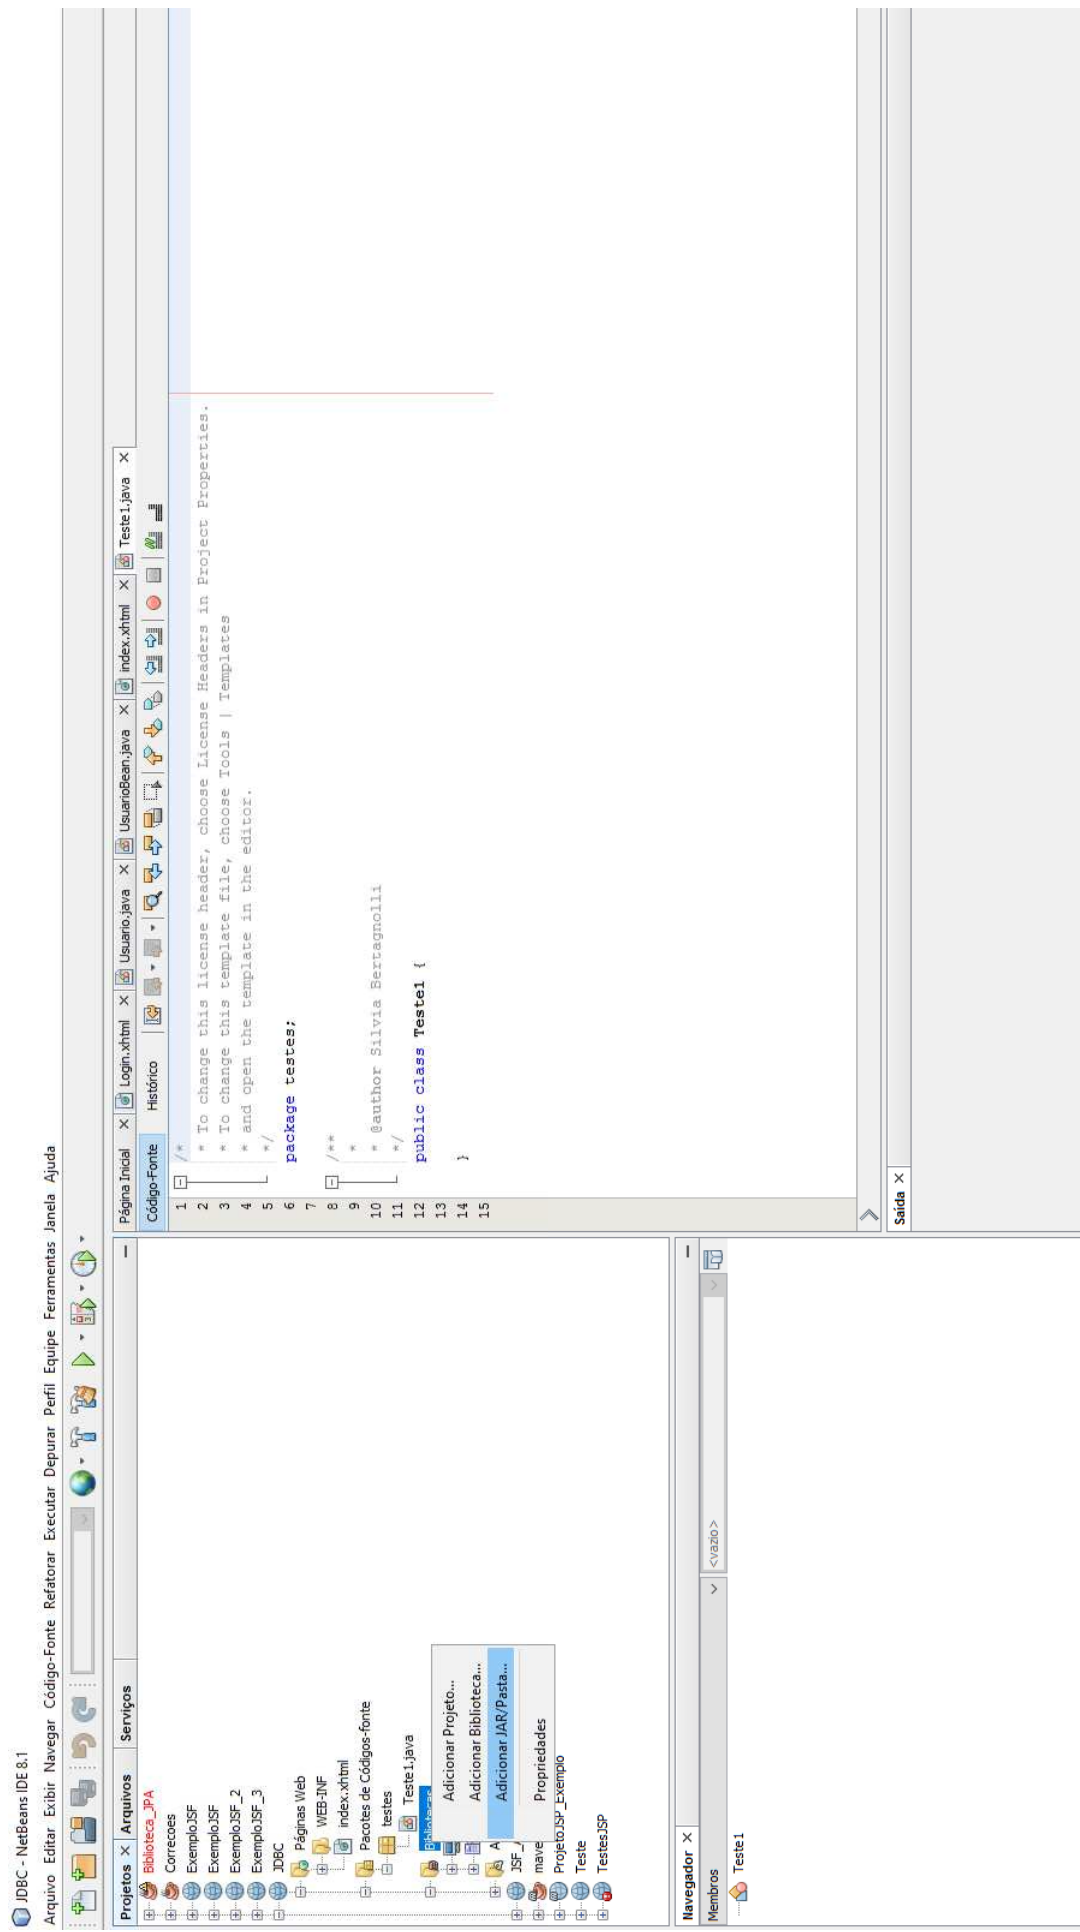 JDBC - NetBeans IDE 8.1
Arquivo Editar Exibir Navegar Código-Fonte Refatorar Executar Depurar Perfil Equipe Ferramentas Janela Ajuda
Projetos Arquivos Serviços
Biblioteca_JPA
Correcoes
ExemploJSF
ExemploJSF
ExemploJSF_2
ExemploJSF_3
JDBC
Páginas Web
WEB-INF
index.xhtml
Pacotes de Códigos-fonte
testes
Teste1.java
Bibliotecas
Adicionar Projeto...
Adicionar Biblioteca...
Adicionar JAR/Pasta...
Propriedades
ProjetoJSP_Exemplo
Teste
TestesJSP
Navegador
Membros <vazio>
Teste1
Página Inicial Login.xhtml Usuario.java UsuarioBean.java index.xhtml Teste1.java
Código-Fonte Histórico
1 /*
2 * To change this license header, choose License Headers in Project Properties.
3 * To change this template file, choose Tools | Templates
4 * and open the template in the editor.
5 */
6 package testes;
7
8 /**
9 *
10 * @author Silvia Bertagnolli
11 */
12 public class Teste1 {
13
14 }
15
Saída